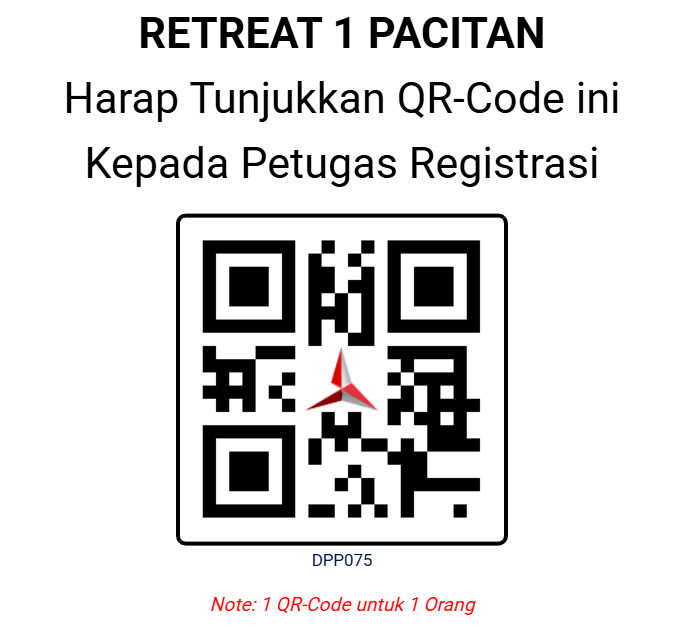 RETREAT 1 PACITAN
Harap Tunjukkan QR-Code ini
Kepada Petugas Registrasi
DPP075
Note: 1 QR-Code untuk 1 Orang